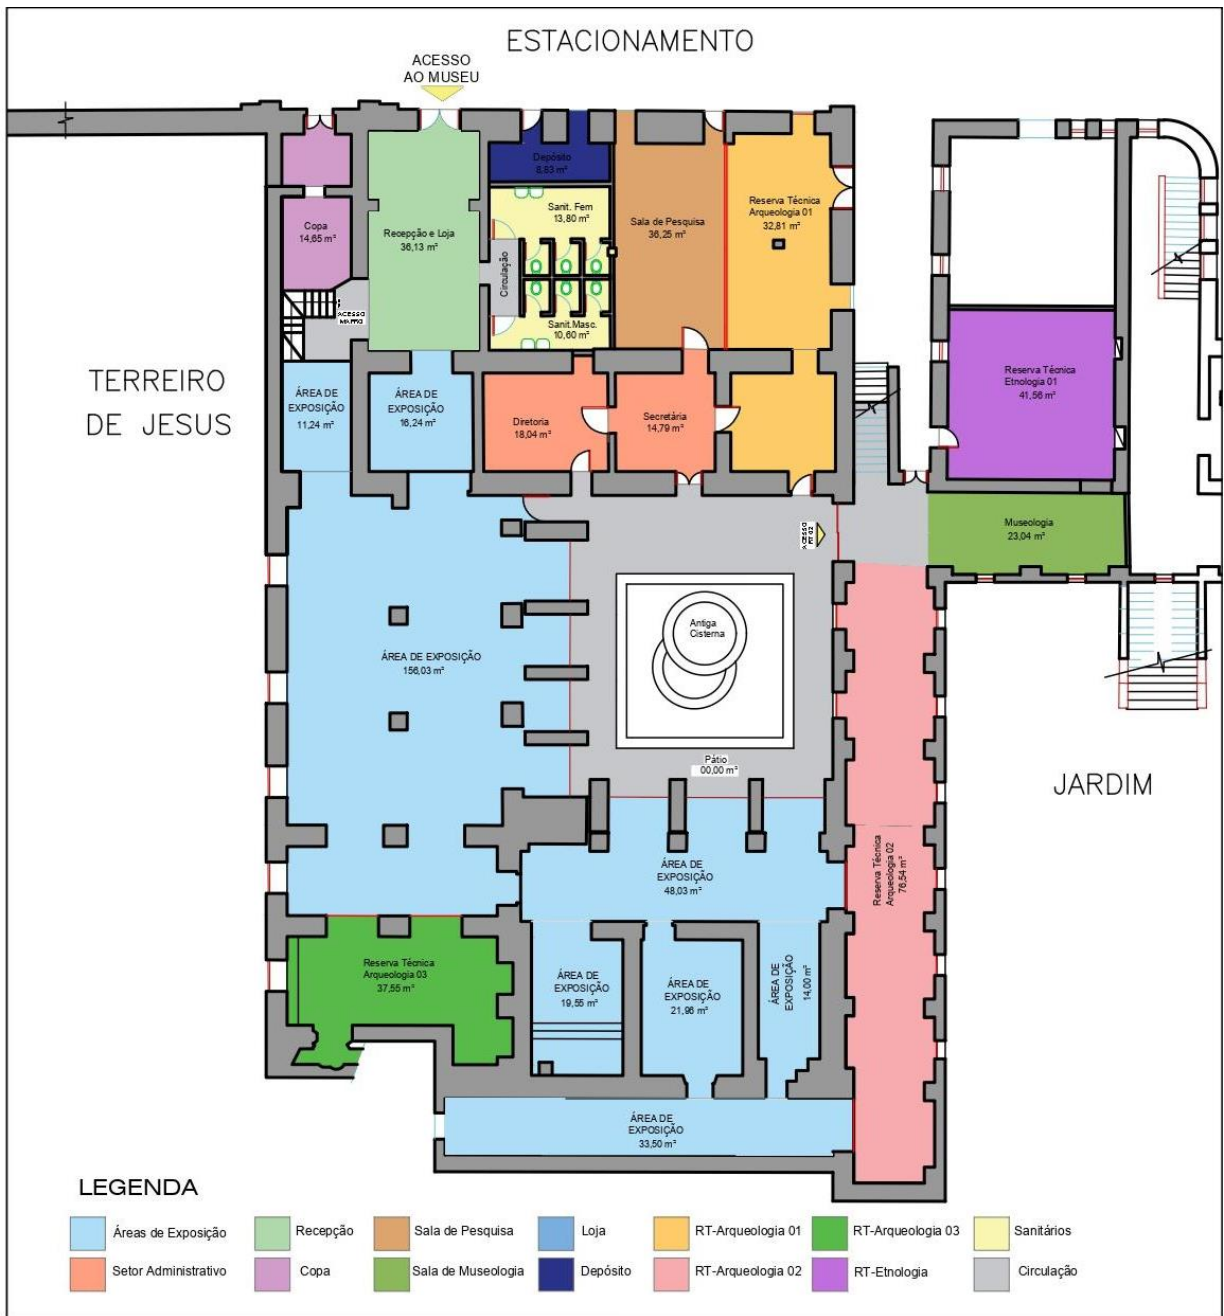 ESTACIONAMENTO
ACESSO
AO MUSEU
Depósito
8,83 m²
Sanit. Fem
13,80 m²
Copa
14,65 m²
Recepção e Loja
36,13 m²
Circulação
Sala de Pesquisa
36,25 m²
Reserva Técnica
Arqueologia 01
32,81 m²
ACESSO
MAFRO
Sanit.Masc.
10,60 m²
TERREIRO
DE JESUS
ÁREA DE
EXPOSIÇÃO
11,24 m²
ÁREA DE
EXPOSIÇÃO
16,24 m²
Diretoria
18,04 m²
Secretária
14,79 m²
Reserva Técnica
Etnologia 01
41,56 m²
ACESSO
RT 02
Museologia
23,04 m²
Antiga
Cisterna
ÁREA DE EXPOSIÇÃO
156,03 m²
Pátio
00,00 m²
JARDIM
ÁREA DE
EXPOSIÇÃO
48,03 m²
Reserva Técnica
Arqueologia 02
76,54 m²
Reserva Técnica
Arqueologia 03
37,55 m²
ÁREA DE
EXPOSIÇÃO
19,55 m²
ÁREA DE
EXPOSIÇÃO
21,96 m²
ÁREA DE
EXPOSIÇÃO
14,00 m²
ÁREA DE
EXPOSIÇÃO
33,50 m²
LEGENDA
Áreas de Exposição
Recepção
Sala de Pesquisa
Loja
RT-Arqueologia 01
RT-Arqueologia 03
Sanitários
Setor Administrativo
Copa
Sala de Museologia
Depósito
RT-Arqueologia 02
RT-Etnologia
Circulação